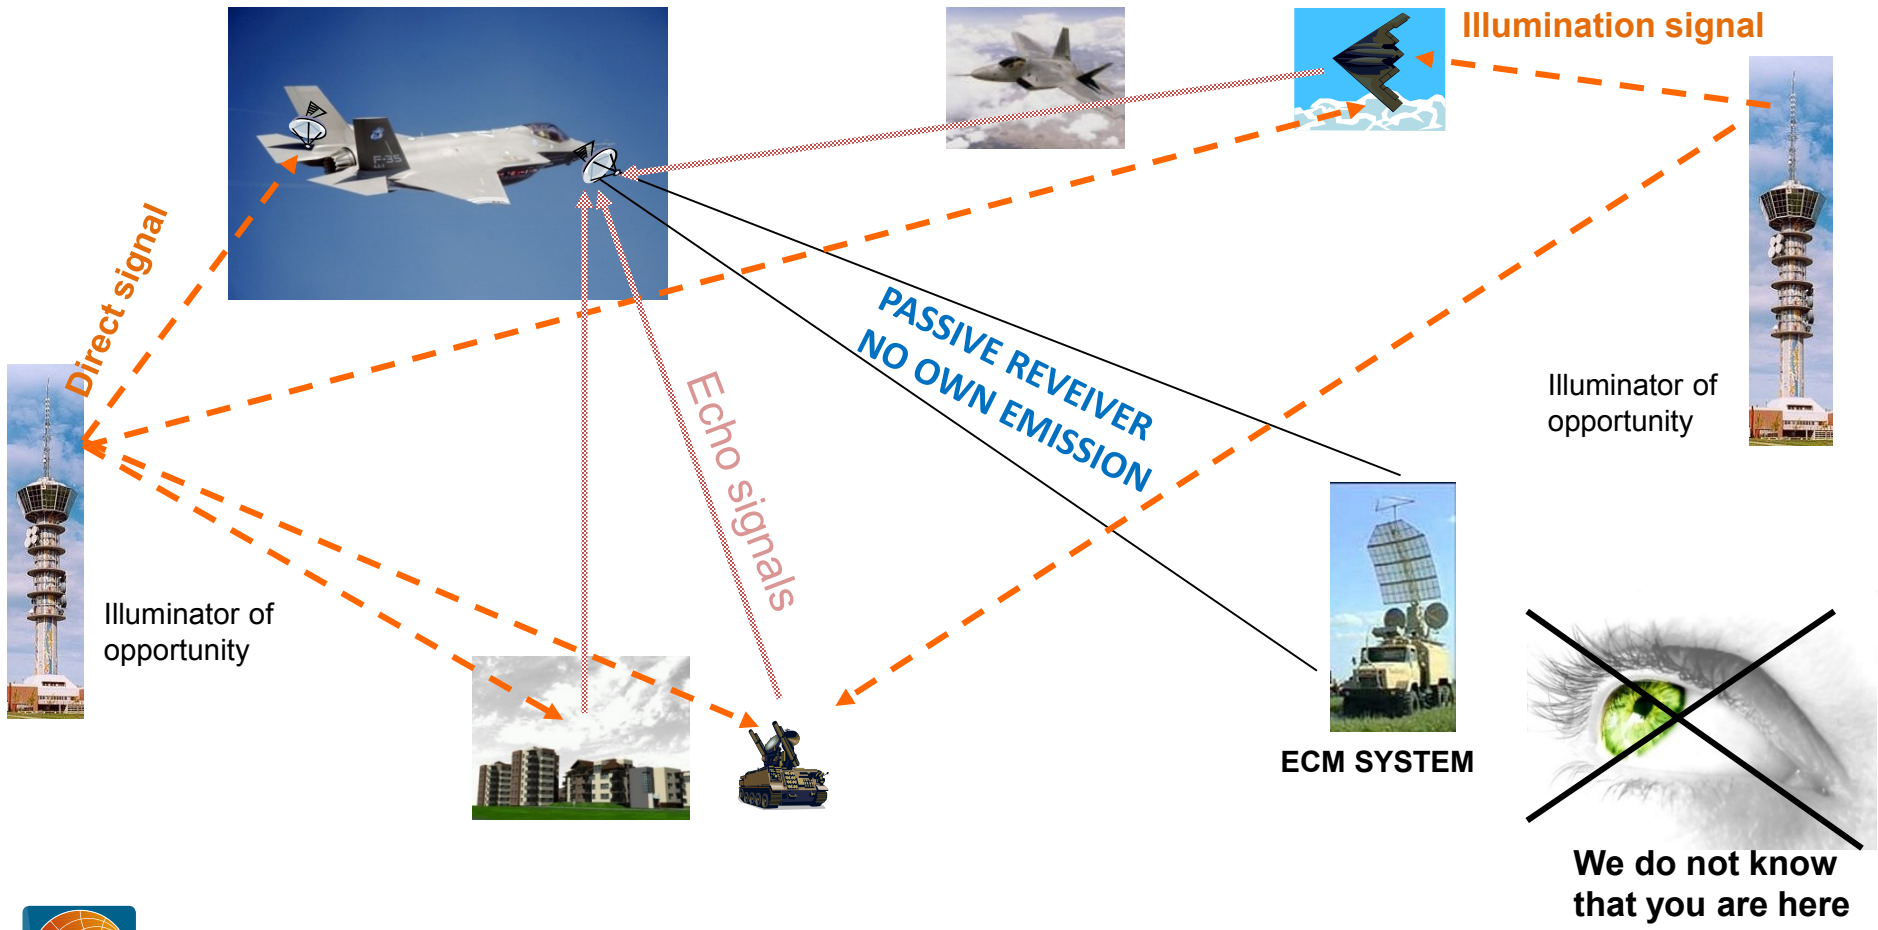 Illumination signal
F-35
Direct signal
PASSIVE REVEIVER
NO OWN EMISSION
Echo signals
Illuminator of
opportunity
Illuminator of
opportunity
ECM SYSTEM
We do not know
that you are here